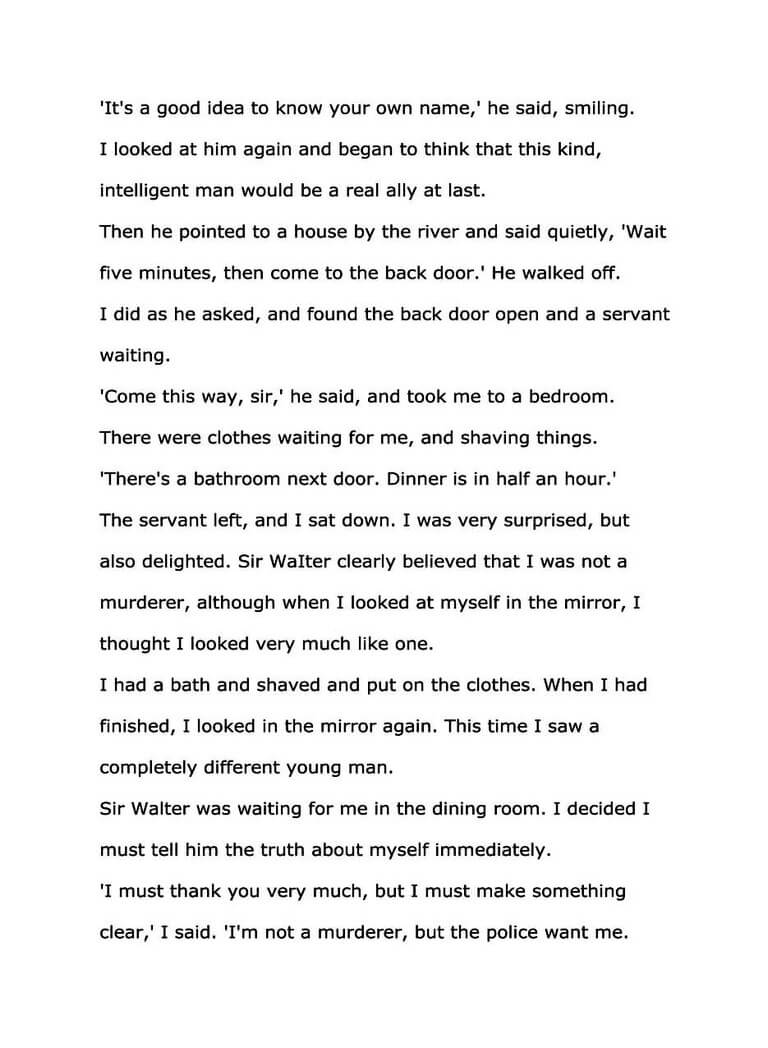 'It's a good idea to know your own name,' he said, smiling.
I looked at him again and began to think that this kind,
intelligent man would be a real ally at last.
Then he pointed to a house by the river and said quietly, 'Wait
five minutes, then come to the back door.' He walked off.
I did as he asked, and found the back door open and a servant
waiting.
'Come this way, sir,' he said, and took me to a bedroom.
There were clothes waiting for me, and shaving things.
'There's a bathroom next door. Dinner is in half an hour.'
The servant left, and I sat down. I was very surprised, but
also delighted. Sir WaIter clearly believed that I was not a
murderer, although when I looked at myself in the mirror, I
thought I looked very much like one.
I had a bath and shaved and put on the clothes. When I had
finished, I looked in the mirror again. This time I saw a
completely different young man.
Sir Walter was waiting for me in the dining room. I decided I
must tell him the truth about myself immediately.
'I must thank you very much, but I must make something
clear,' I said. 'I'm not a murderer, but the police want me.